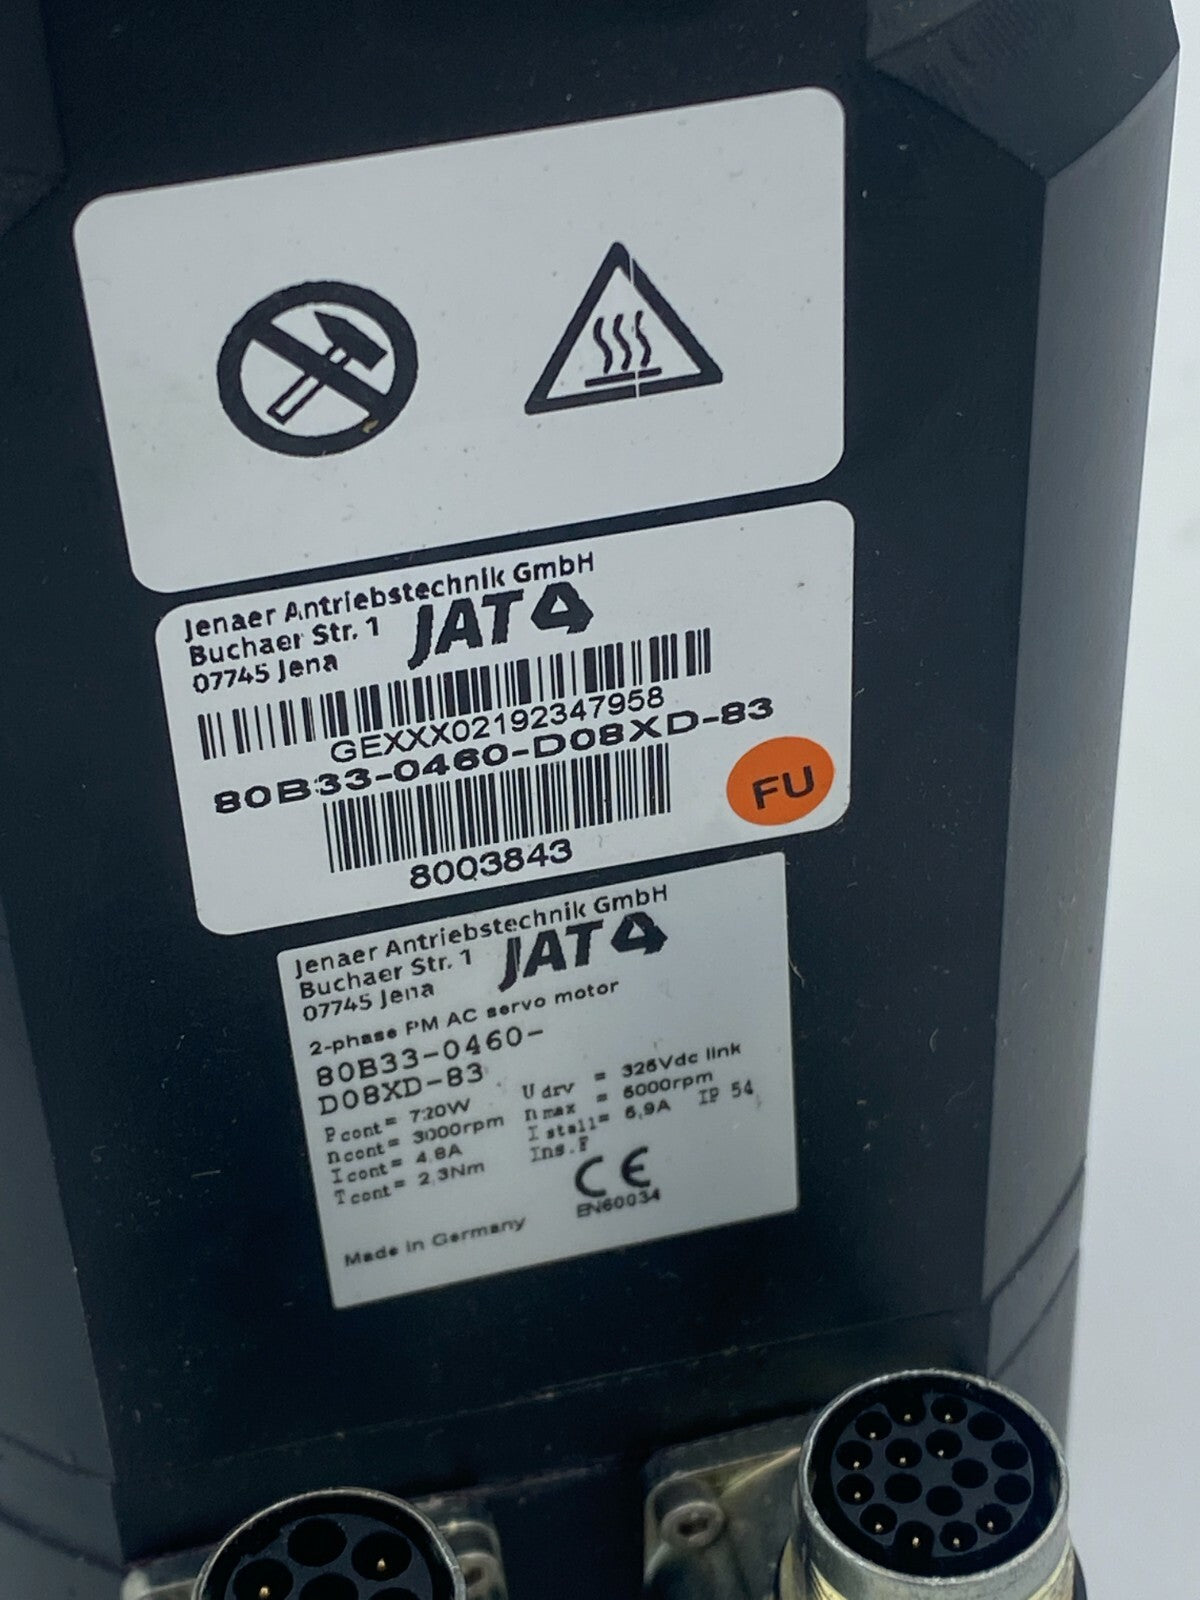 Jenaer Antriebstechnik GmbH
Buchaer Str. 1
07745 Jena
JAT
GEXXX02192347958
80B33-0460-D08XD-83
8003843
FU
Jenaer Antriebstechnik GmbH
Buchaer Str. 1
07745 Jena
JAT
2-phase PM AC servo motor
80B33-0460-
D08XD-83
P cont = 720W
n cont = 3000rpm
I cont = 4,8A
T cont = 2,3Nm
U drv = 325Vdc link
n max = 6000rpm
I stall = 6,9A IP 54
Ins.F
CE
EN60034
Made in Germany